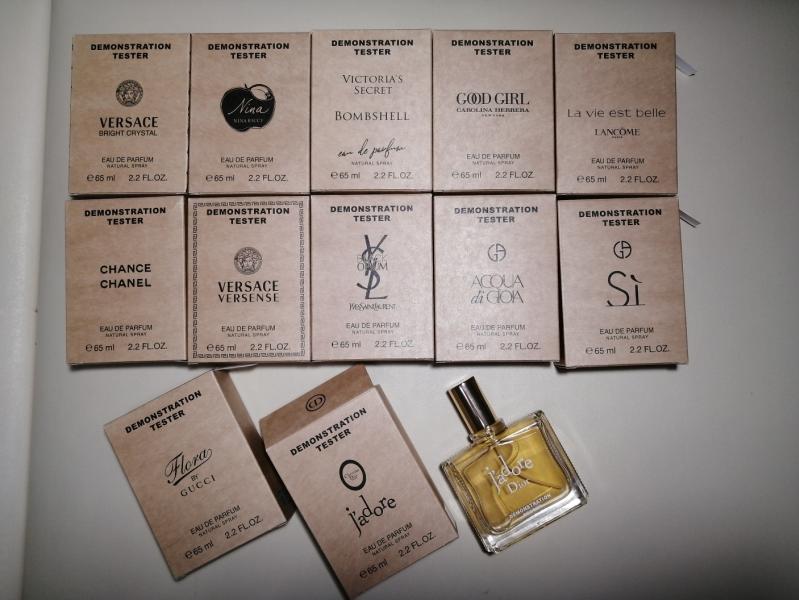 DEMONSTRATION
TESTER
VERSACE
BRIGHT CRYSTAL
EAU DE PARFUM
NATURAL SPRAY
℮ 65 ml 2.2 FL.OZ.
DEMONSTRATION
TESTER
Nina
NINA RICCI
EAU DE PARFUM
NATURAL SPRAY
℮ 65 ml 2.2 FL.OZ.
DEMONSTRATION
TESTER
VICTORIA'S
SECRET
BOMBSHELL
eau de parfum
NATURAL SPRAY
℮ 65 ml 2.2 FL.OZ.
DEMONSTRATION
TESTER
GOOD GIRL
CAROLINA HERRERA
NEW YORK
EAU DE PARFUM
NATURAL SPRAY
℮ 65 ml 2.2 FL.OZ.
DEMONSTRATION
TESTER
La vie est belle
LANCÔME
EAU DE PARFUM
NATURAL SPRAY
℮ 65 ml 2.2 FL.OZ.
DEMONSTRATION
TESTER
CHANCE
CHANEL
EAU DE PARFUM
NATURAL SPRAY
℮ 65 ml 2.2 FL.OZ.
DEMONSTRATION
TESTER
VERSACE
VERSENSE
EAU DE PARFUM
NATURAL SPRAY
℮ 65 ml 2.2 FL.OZ.
DEMONSTRATION
TESTER
YSL
BLACK
OPIUM
YVESSAINTLAURENT
EAU DE PARFUM
NATURAL SPRAY
℮ 65 ml 2.2 FL.OZ.
DEMONSTRATION
TESTER
ACQUA
di GIOIA
EAU DE PARFUM
NATURAL SPRAY
℮ 65 ml 2.2 FL.OZ.
DEMONSTRATION
TESTER
Sì
EAU DE PARFUM
NATURAL SPRAY
℮ 65 ml 2.2 FL.OZ.
DEMONSTRATION
TESTER
Flora
BY
GUCCI
EAU DE PARFUM
NATURAL SPRAY
℮ 65 ml 2.2 FL.OZ.
CD
DEMONSTRATION
TESTER
Christian
Dior
j'adore
EAU DE PARFUM
NATURAL SPRAY
℮ 65 ml 2.2 FL.OZ.
j'adore
Dior
DEMONSTRATION